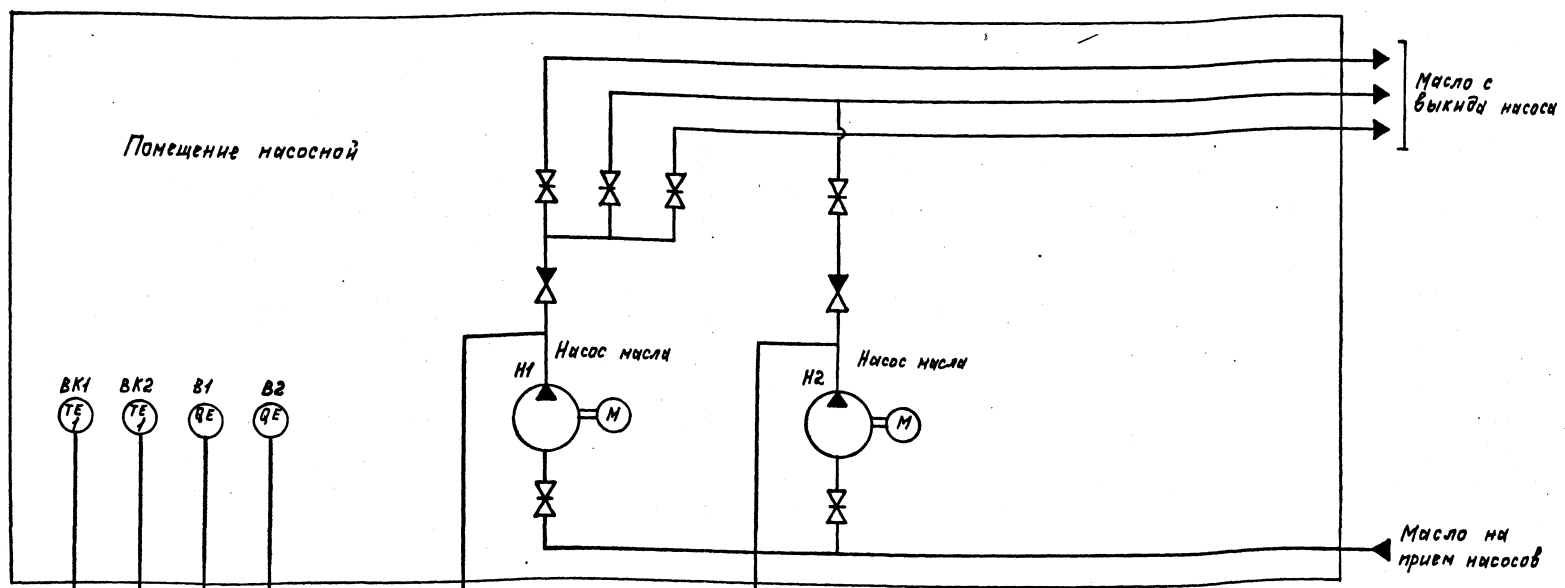 Масло с
выкида насоса
Помещение насосной
Насос масла
Н1
М
Насос масла
Н2
М
ВК1
ВК2
В1
В2
TE
1
TE
1
QE
QE
Масло на
прием насосов